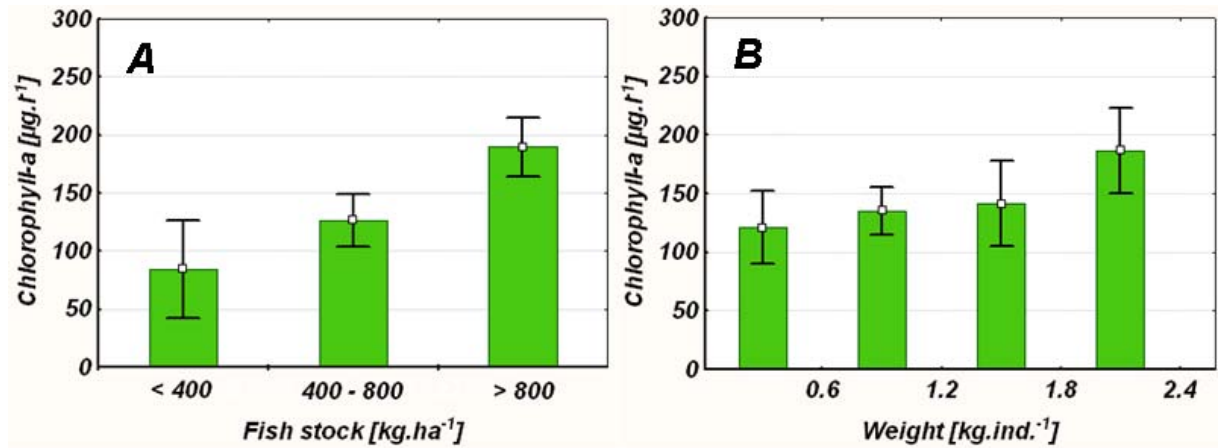 A
Chlorophyll-a [µg.l⁻¹]
300
250
200
150
100
50
0
< 400 400 - 800 > 800
Fish stock [kg.ha⁻¹]
B
Chlorophyll-a [µg.l⁻¹]
300
250
200
150
100
50
0
0.6 1.2 1.8 2.4
Weight [kg.ind.⁻¹]